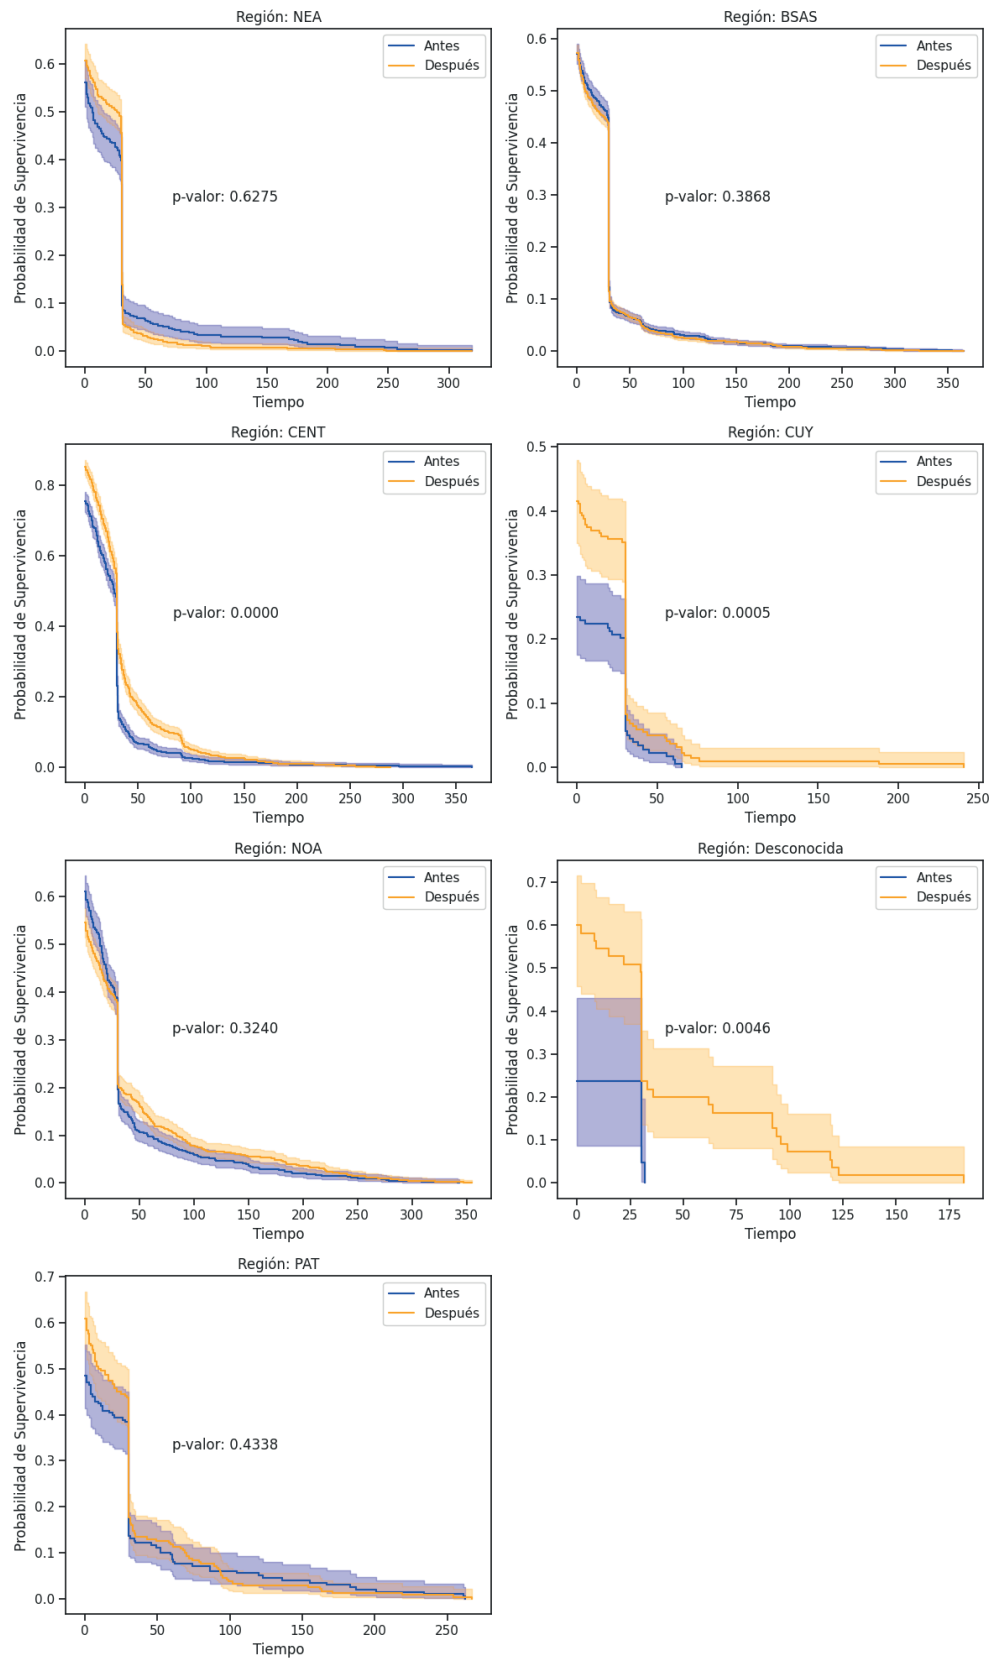 Región: NEA
Antes
Después
p-valor: 0.6275
Probabilidad de Supervivencia
0.6
0.5
0.4
0.3
0.2
0.1
0.0
0 50 100 150 200 250 300
Tiempo
Región: BSAS
Antes
Después
p-valor: 0.3868
Probabilidad de Supervivencia
0.6
0.5
0.4
0.3
0.2
0.1
0.0
0 50 100 150 200 250 300 350
Tiempo
Región: CENT
Antes
Después
p-valor: 0.0000
Probabilidad de Supervivencia
0.8
0.6
0.4
0.2
0.0
0 50 100 150 200 250 300 350
Tiempo
Región: CUY
Antes
Después
p-valor: 0.0005
Probabilidad de Supervivencia
0.5
0.4
0.3
0.2
0.1
0.0
0 50 100 150 200 250
Tiempo
Región: NOA
Antes
Después
p-valor: 0.3240
Probabilidad de Supervivencia
0.6
0.5
0.4
0.3
0.2
0.1
0.0
0 50 100 150 200 250 300 350
Tiempo
Región: Desconocida
Antes
Después
p-valor: 0.0046
Probabilidad de Supervivencia
0.7
0.6
0.5
0.4
0.3
0.2
0.1
0.0
0 25 50 75 100 125 150 175
Tiempo
Región: PAT
Antes
Después
p-valor: 0.4338
Probabilidad de Supervivencia
0.7
0.6
0.5
0.4
0.3
0.2
0.1
0.0
0 50 100 150 200 250
Tiempo